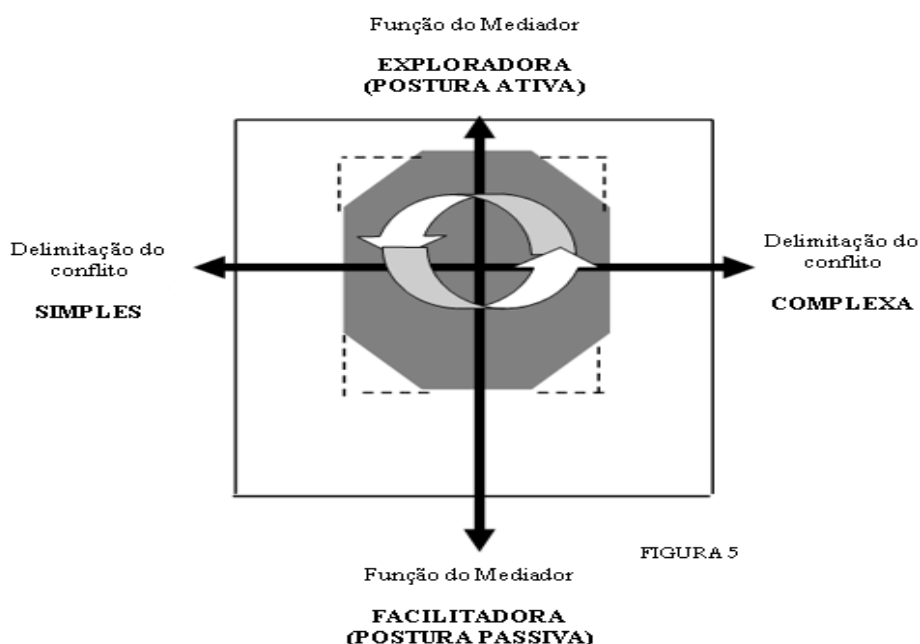 Função do Mediador
EXPLORADORA
(POSTURA ATIVA)
Delimitação do
conflito
SIMPLES
Delimitação do
conflito
COMPLEXA
FIGURA 5
Função do Mediador
FACILITADORA
(POSTURA PASSIVA)